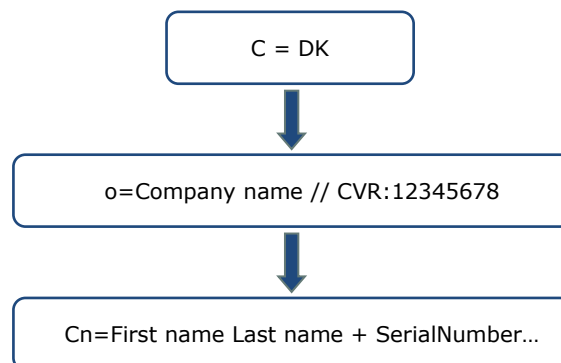 C = DK
o=Company name // CVR:12345678
Cn=First name Last name + SerialNumber…